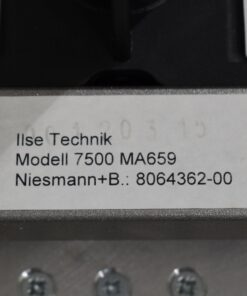 Ilse Technik
Modell 7500 MA659
Niesmann+B.: 8064362-00